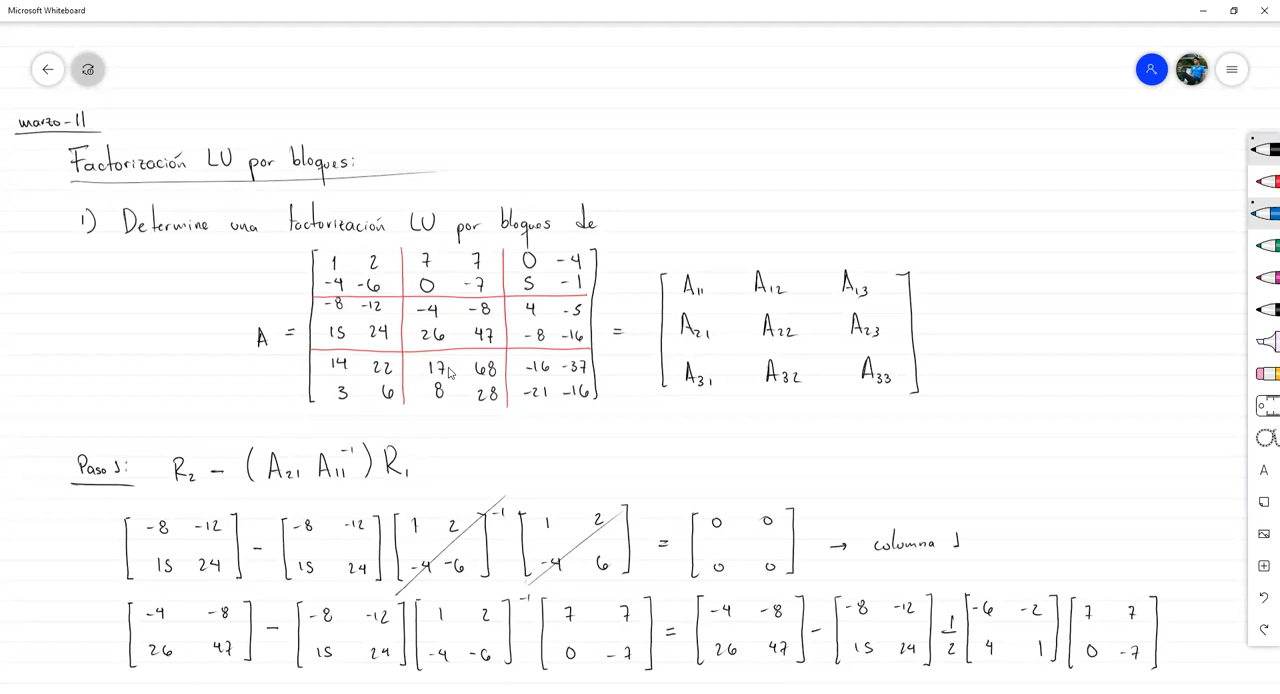 Microsoft Whiteboard
marzo-11
Factorización LU por bloques:
1) Determine una factorización LU por bloques de
1 2 7 7 0 -4
-4 -6 0 -7 5 -1
-8 -12 -4 -8 4 -5
15 24 26 47 -8 -16
14 22 17 68 -16 -37
3 6 8 28 -21 -16
A = =
A₁₁ A₁₂ A₁₃
A₂₁ A₂₂ A₂₃
A₃₁ A₃₂ A₃₃
Paso 1: R₂ - (A₂₁ A₁₁⁻¹) R₁
[-8 -12; 15 24] - [-8 -12; 15 24] [1 2; -4 -6]⁻¹ [1 2; -4 6] = [0 0; 0 0] → columna 1
[-4 -8; 26 47] - [-8 -12; 15 24] [1 2; -4 -6]⁻¹ [7 7; 0 -7] = [-4 -8; 26 47] - [-8 -12; 15 24] 1/2 [-6 -2; 4 1] [7 7; 0 -7]
A